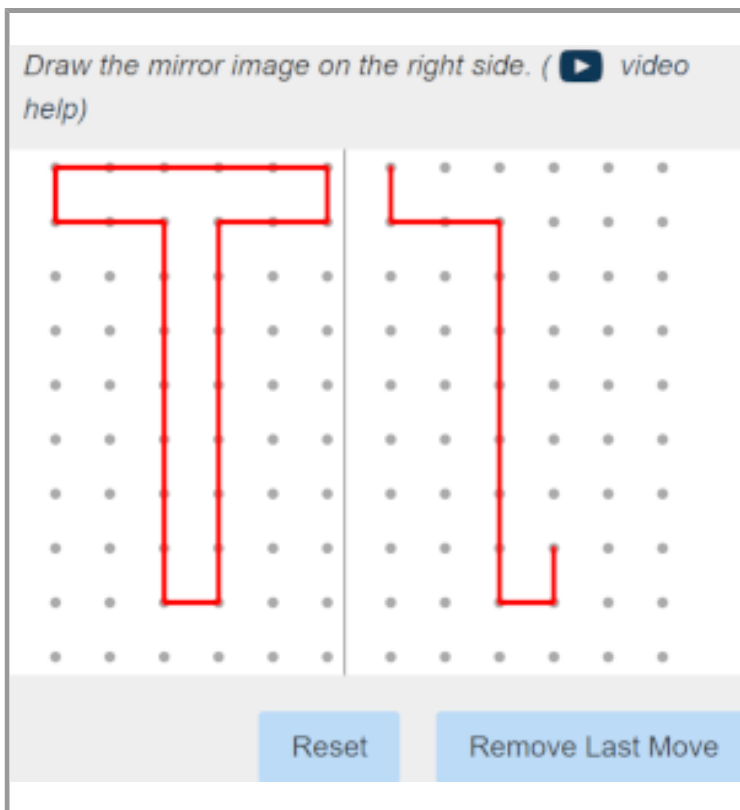 Draw the mirror image on the right side. ( video
help)
Reset Remove Last Move